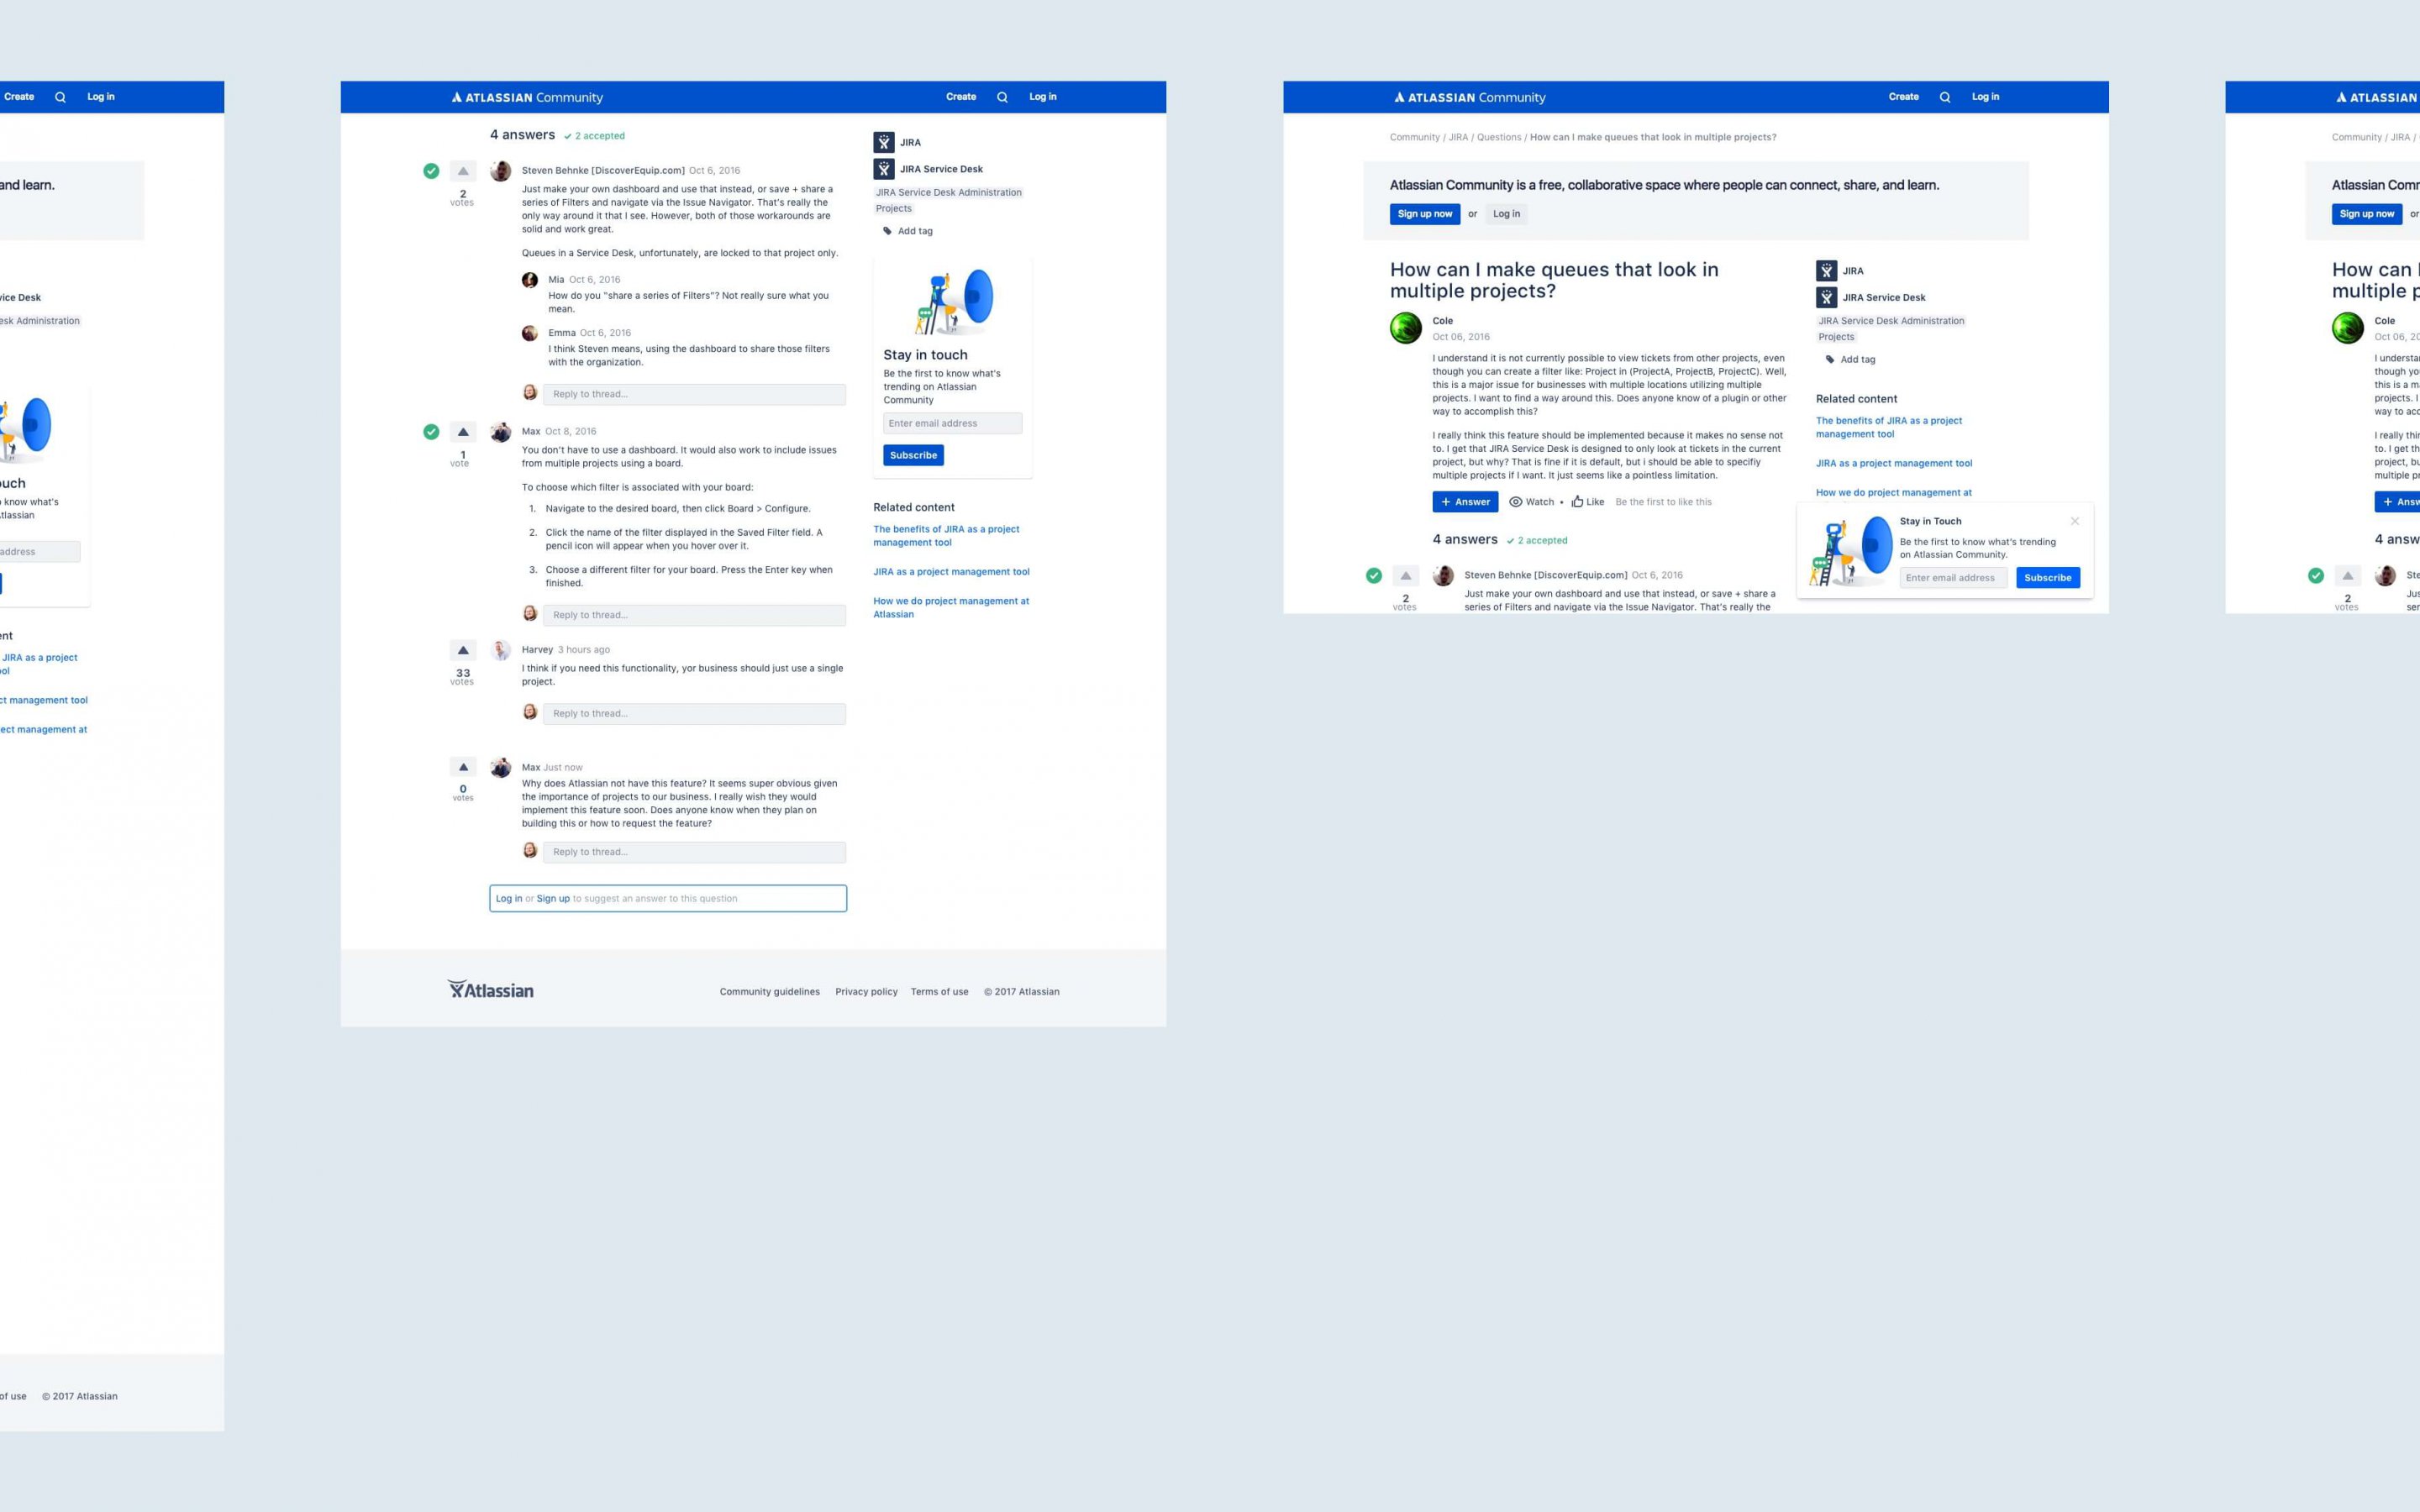 Create
Log in
and learn.
vice Desk
esk Administration
ouch
know what's
tlassian
address
ent
JIRA as a project
ol
ct management tool
ect management at
of use © 2017 Atlassian
ATLASSIAN Community
Create
Log in
4 answers 2 accepted
2
votes
Steven Behnke [DiscoverEquip.com] Oct 6, 2016
Just make your own dashboard and use that instead, or save + share a
series of Filters and navigate via the Issue Navigator. That's really the
only way around it that I see. However, both of those workarounds are
solid and work great.
Queues in a Service Desk, unfortunately, are locked to that project only.
Mia Oct 6, 2016
How do you "share a series of Filters"? Not really sure what you
mean.
Emma Oct 6, 2016
I think Steven means, using the dashboard to share those filters
with the organization.
Reply to thread...
1
vote
Max Oct 8, 2016
You don't have to use a dashboard. It would also work to include issues
from multiple projects using a board.
To choose which filter is associated with your board:
1. Navigate to the desired board, then click Board > Configure.
2. Click the name of the filter displayed in the Saved Filter field. A
pencil icon will appear when you hover over it.
3. Choose a different filter for your board. Press the Enter key when
finished.
Reply to thread...
33
votes
Harvey 3 hours ago
I think if you need this functionality, yor business should just use a single
project.
Reply to thread...
0
votes
Max Just now
Why does Atlassian not have this feature? It seems super obvious given
the importance of projects to our business. I really wish they would
implement this feature soon. Does anyone know when they plan on
building this or how to request the feature?
Reply to thread...
Log in or Sign up to suggest an answer to this question
JIRA
JIRA Service Desk
JIRA Service Desk Administration
Projects
Add tag
Stay in touch
Be the first to know what's
trending on Atlassian
Community
Enter email address
Subscribe
Related content
The benefits of JIRA as a project
management tool
JIRA as a project management tool
How we do project management at
Atlassian
Atlassian
Community guidelines Privacy policy Terms of use © 2017 Atlassian
ATLASSIAN Community
Create
Log in
Community / JIRA / Questions / How can I make queues that look in multiple projects?
Atlassian Community is a free, collaborative space where people can connect, share, and learn.
Sign up now or Log in
How can I make queues that look in
multiple projects?
Cole
Oct 06, 2016
I understand it is not currently possible to view tickets from other projects, even
though you can create a filter like: Project in (ProjectA, ProjectB, ProjectC). Well,
this is a major issue for businesses with multiple locations utilizing multiple
projects. I want to find a way around this. Does anyone know of a plugin or other
way to accomplish this?
I really think this feature should be implemented because it makes no sense not
to. I get that JIRA Service Desk is designed to only look at tickets in the current
project, but why? That is fine if it is default, but i should be able to specifiy
multiple projects if I want. It just seems like a pointless limitation.
+ Answer Watch • Like Be the first to like this
4 answers 2 accepted
2
votes
Steven Behnke [DiscoverEquip.com] Oct 6, 2016
Just make your own dashboard and use that instead, or save + share a
series of Filters and navigate via the Issue Navigator. That's really the
JIRA
JIRA Service Desk
JIRA Service Desk Administration
Projects
Add tag
Related content
The benefits of JIRA as a project
management tool
JIRA as a project management tool
How we do project management at
Stay in Touch
Be the first to know what's trending
on Atlassian Community.
Enter email address
Subscribe
ATLASSIAN
Community / JIRA /
Atlassian Comm
Sign up now or
How can I
multiple p
Cole
Oct 06, 20
I understa
though yo
this is a m
projects. I
way to acc
I really thin
to. I get th
project, bu
multiple pr
+ Answ
4 answ
2
votes
Ste
Jus
ser